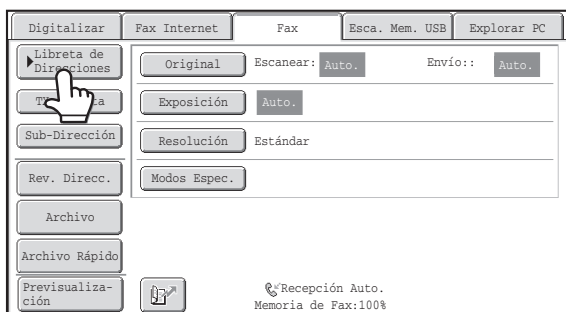 Digitalizar
Fax Internet
Fax
Esca. Mem. USB
Explorar PC
Libreta de
Direcciones
Original
Escanear:
Auto.
Envío::
Auto.
Exposición
Auto.
Sub-Dirección
Resolución
Estándar
Rev. Direcc.
Modos Espec.
Archivo
Archivo Rápido
Previsualiza-
ción
Recepción Auto.
Memoria de Fax:100%